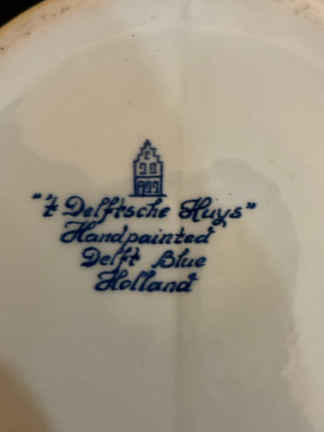 "'t Delftsche Huys"
Handpainted
Delft Blue
Holland